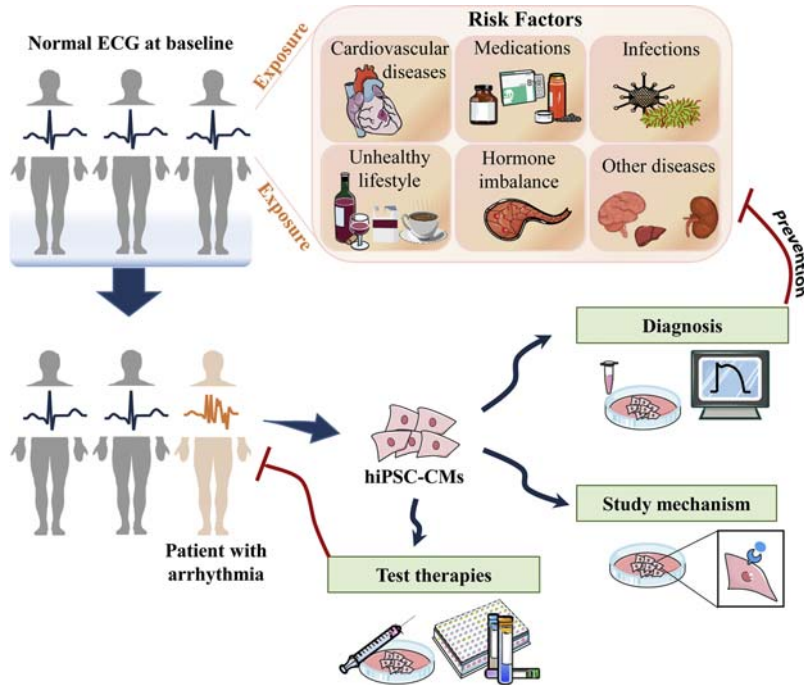 Normal ECG at baseline
Exposure
Exposure
Risk Factors
Cardiovascular
diseases
Medications
Infections
Unhealthy
lifestyle
Hormone
imbalance
Other diseases
Prevention
Diagnosis
hiPSC-CMs
Study mechanism
Patient with
arrhythmia
Test therapies